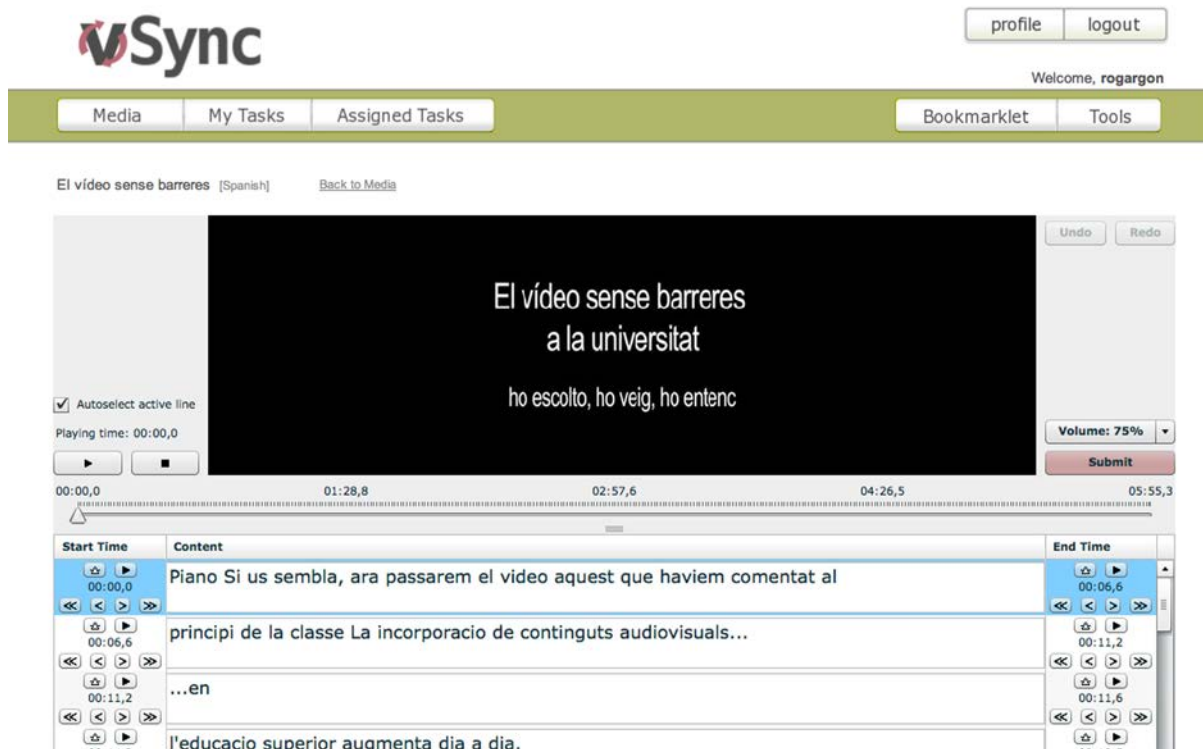 vSync
profile logout
Welcome, rogargon
Media My Tasks Assigned Tasks Bookmarklet Tools
El vídeo sense barreres [Spanish] Back to Media
Undo Redo
El vídeo sense barreres
a la universitat
ho escolto, ho veig, ho entenc
Autoselect active line
Playing time: 00:00,0
Volume: 75%
Submit
00:00,0 01:28,8 02:57,6 04:26,5 05:55,3
Start Time Content End Time
00:00,0 Piano Si us sembla, ara passarem el video aquest que haviem comentat al 00:06,6
00:06,6 principi de la classe La incorporacio de continguts audiovisuals... 00:11,2
00:11,2 ...en 00:11,6
l'educacio superior augmenta dia a dia.